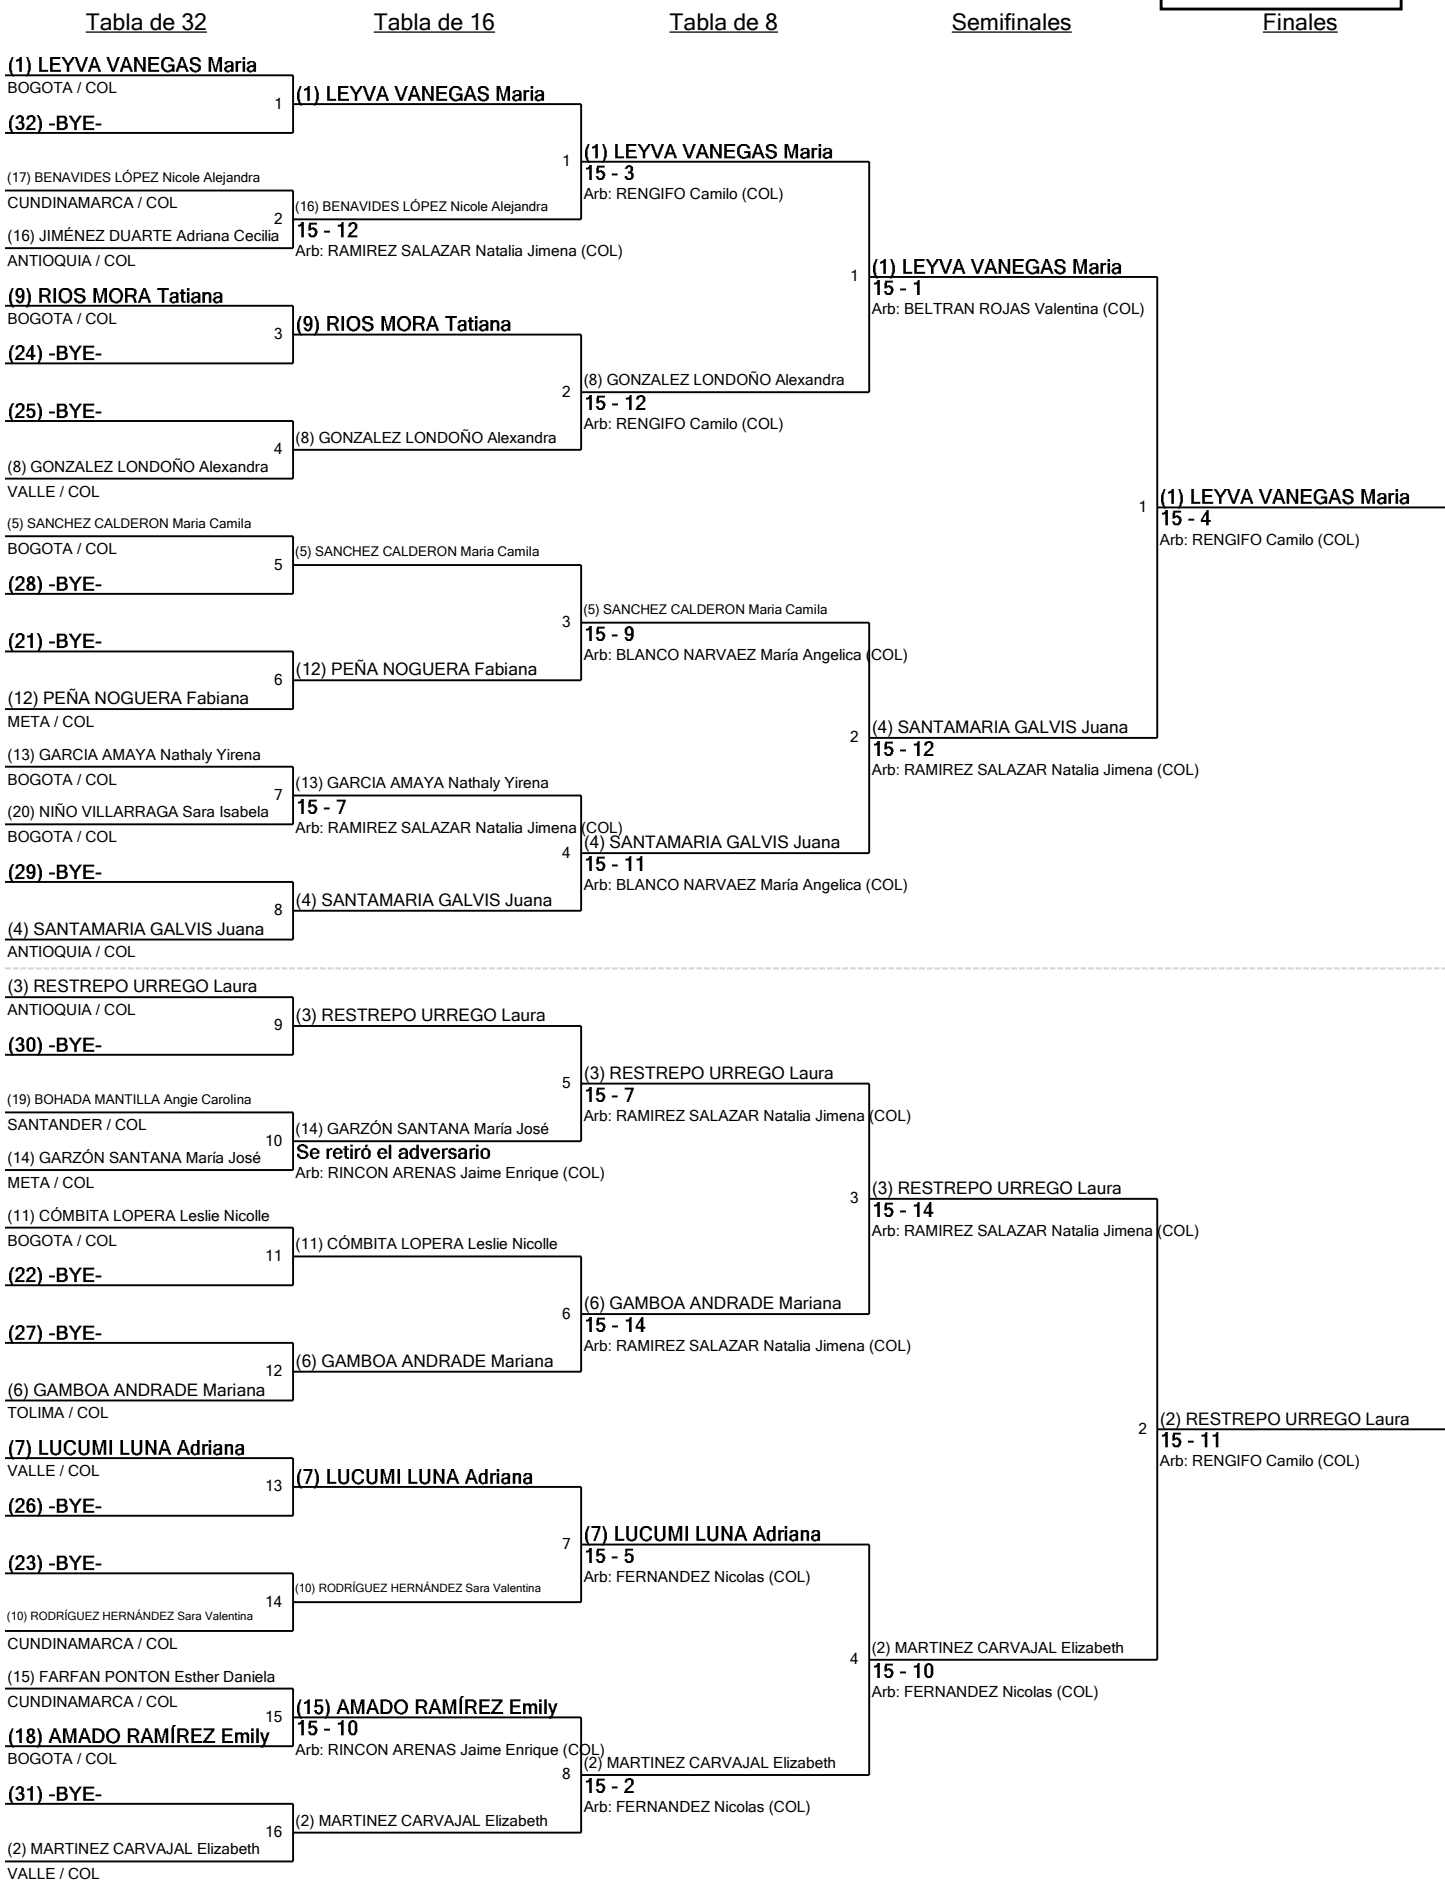 Tabla de 32
Tabla de 16
Tabla de 8
Semifinales
Finales
(1) LEYVA VANEGAS Maria
BOGOTA / COL
1
(32) -BYE-
(17) BENAVIDES LÓPEZ Nicole Alejandra
CUNDINAMARCA / COL
2
(16) JIMÉNEZ DUARTE Adriana Cecilia
ANTIOQUIA / COL
(9) RIOS MORA Tatiana
BOGOTA / COL
3
(24) -BYE-
(25) -BYE-
4
(8) GONZALEZ LONDOÑO Alexandra
VALLE / COL
(5) SANCHEZ CALDERON Maria Camila
BOGOTA / COL
5
(28) -BYE-
(21) -BYE-
6
(12) PEÑA NOGUERA Fabiana
META / COL
(13) GARCIA AMAYA Nathaly Yirena
BOGOTA / COL
7
(20) NIÑO VILLARRAGA Sara Isabela
BOGOTA / COL
(29) -BYE-
8
(4) SANTAMARIA GALVIS Juana
ANTIOQUIA / COL
(3) RESTREPO URREGO Laura
ANTIOQUIA / COL
9
(30) -BYE-
(19) BOHADA MANTILLA Angie Carolina
SANTANDER / COL
10
(14) GARZÓN SANTANA María José
META / COL
(11) CÓMBITA LOPERA Leslie Nicolle
BOGOTA / COL
11
(22) -BYE-
(27) -BYE-
12
(6) GAMBOA ANDRADE Mariana
TOLIMA / COL
(7) LUCUMI LUNA Adriana
VALLE / COL
13
(26) -BYE-
(23) -BYE-
14
(10) RODRÍGUEZ HERNÁNDEZ Sara Valentina
CUNDINAMARCA / COL
(15) FARFAN PONTON Esther Daniela
CUNDINAMARCA / COL
15
(18) AMADO RAMÍREZ Emily
BOGOTA / COL
(31) -BYE-
16
(2) MARTINEZ CARVAJAL Elizabeth
VALLE / COL
(1) LEYVA VANEGAS Maria
1
(16) BENAVIDES LÓPEZ Nicole Alejandra
15 - 12
Arb: RAMIREZ SALAZAR Natalia Jimena (COL)
(9) RIOS MORA Tatiana
2
(8) GONZALEZ LONDOÑO Alexandra
(5) SANCHEZ CALDERON Maria Camila
3
(12) PEÑA NOGUERA Fabiana
(13) GARCIA AMAYA Nathaly Yirena
15 - 7
Arb: RAMIREZ SALAZAR Natalia Jimena (COL)
4
(4) SANTAMARIA GALVIS Juana
(3) RESTREPO URREGO Laura
5
(14) GARZÓN SANTANA María José
Se retiró el adversario
Arb: RINCON ARENAS Jaime Enrique (COL)
(11) CÓMBITA LOPERA Leslie Nicolle
6
(6) GAMBOA ANDRADE Mariana
(7) LUCUMI LUNA Adriana
7
(10) RODRÍGUEZ HERNÁNDEZ Sara Valentina
(15) AMADO RAMÍREZ Emily
15 - 10
Arb: RINCON ARENAS Jaime Enrique (COL)
8
(2) MARTINEZ CARVAJAL Elizabeth
(1) LEYVA VANEGAS Maria
15 - 3
Arb: RENGIFO Camilo (COL)
1
(8) GONZALEZ LONDOÑO Alexandra
15 - 12
Arb: RENGIFO Camilo (COL)
(5) SANCHEZ CALDERON Maria Camila
15 - 9
Arb: BLANCO NARVAEZ María Angelica (COL)
2
(4) SANTAMARIA GALVIS Juana
15 - 11
Arb: BLANCO NARVAEZ María Angelica (COL)
(3) RESTREPO URREGO Laura
15 - 7
Arb: RAMIREZ SALAZAR Natalia Jimena (COL)
3
(6) GAMBOA ANDRADE Mariana
15 - 14
Arb: RAMIREZ SALAZAR Natalia Jimena (COL)
(7) LUCUMI LUNA Adriana
15 - 5
Arb: FERNANDEZ Nicolas (COL)
4
(2) MARTINEZ CARVAJAL Elizabeth
15 - 2
Arb: FERNANDEZ Nicolas (COL)
(1) LEYVA VANEGAS Maria
15 - 1
Arb: BELTRAN ROJAS Valentina (COL)
1
(4) SANTAMARIA GALVIS Juana
15 - 12
Arb: RAMIREZ SALAZAR Natalia Jimena (COL)
(3) RESTREPO URREGO Laura
15 - 14
Arb: RAMIREZ SALAZAR Natalia Jimena (COL)
2
(2) MARTINEZ CARVAJAL Elizabeth
15 - 10
Arb: FERNANDEZ Nicolas (COL)
(1) LEYVA VANEGAS Maria
15 - 4
Arb: RENGIFO Camilo (COL)
(2) RESTREPO URREGO Laura
15 - 11
Arb: RENGIFO Camilo (COL)